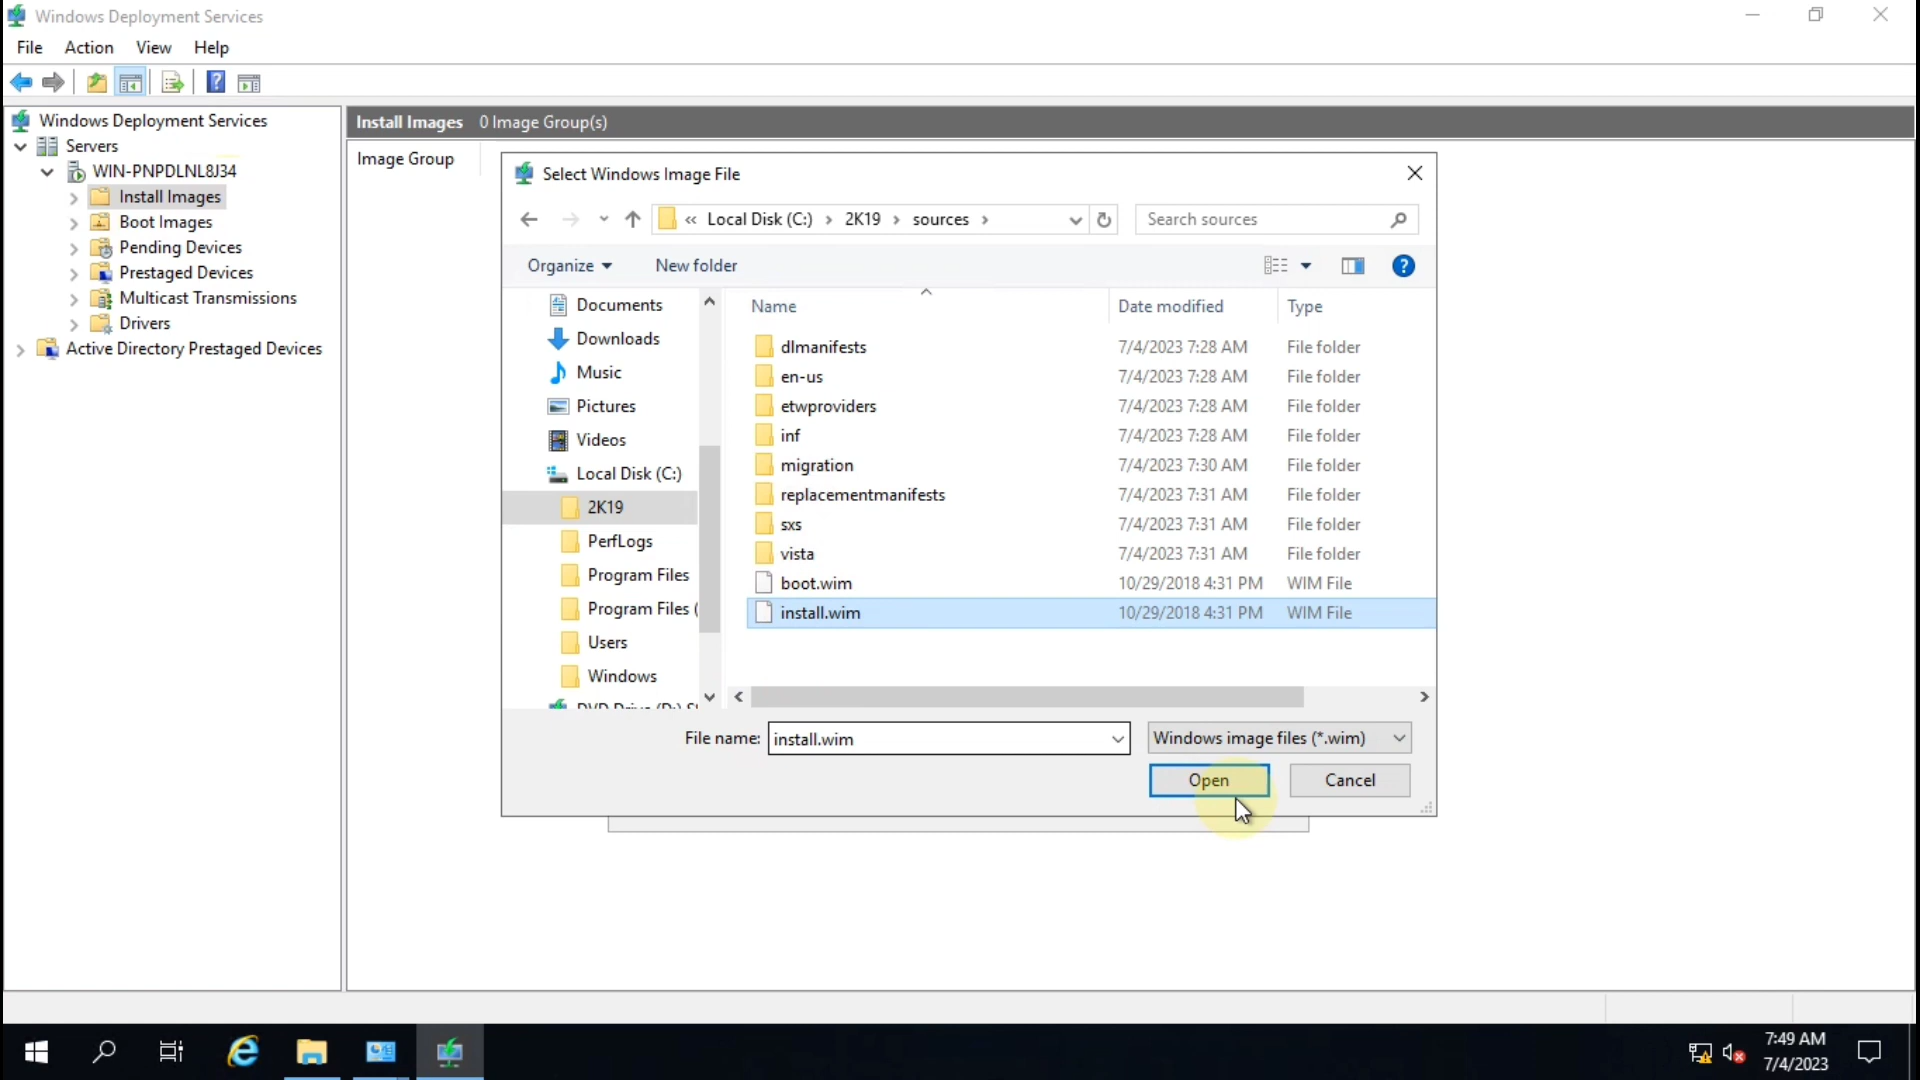 Windows Deployment Services
File Action View Help
Windows Deployment Services
Servers
WIN-PNPDLNL8J34
Install Images
Boot Images
Pending Devices
Prestaged Devices
Multicast Transmissions
Drivers
Active Directory Prestaged Devices
Install Images 0 Image Group(s)
Image Group
Select Windows Image File
« Local Disk (C:) › 2K19 › sources ›
Search sources
Organize New folder
Documents
Downloads
Music
Pictures
Videos
Local Disk (C:)
2K19
PerfLogs
Program Files
Program Files (
Users
Windows
Name Date modified Type
dlmanifests 7/4/2023 7:28 AM File folder
en-us 7/4/2023 7:28 AM File folder
etwproviders 7/4/2023 7:28 AM File folder
inf 7/4/2023 7:28 AM File folder
migration 7/4/2023 7:30 AM File folder
replacementmanifests 7/4/2023 7:31 AM File folder
sxs 7/4/2023 7:31 AM File folder
vista 7/4/2023 7:31 AM File folder
boot.wim 10/29/2018 4:31 PM WIM File
install.wim 10/29/2018 4:31 PM WIM File
File name: install.wim Windows image files (*.wim)
Open Cancel
7:49 AM
7/4/2023